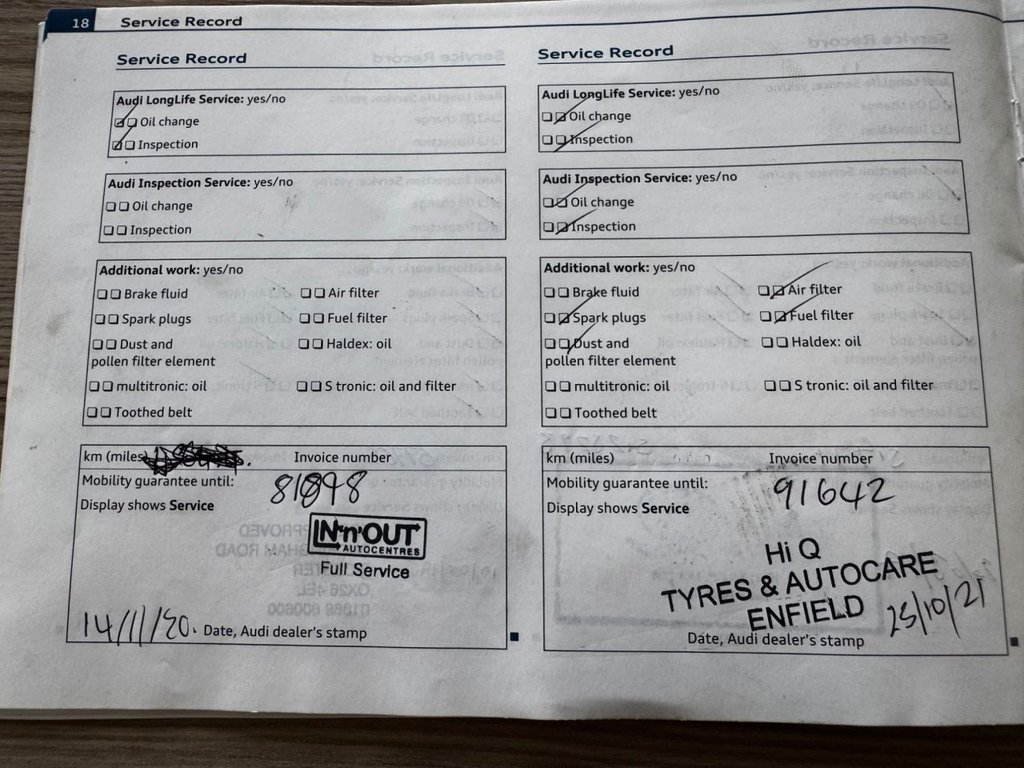 18 Service Record
Service Record
Audi LongLife Service: yes/no
Oil change
Inspection
Audi Inspection Service: yes/no
Oil change
Inspection
Additional work: yes/no
Brake fluid Air filter
Spark plugs Fuel filter
Dust and Haldex: oil
pollen filter element
multitronic: oil S tronic: oil and filter
Toothed belt
km (miles) Invoice number
Mobility guarantee until: 81898
Display shows Service
IN'n'OUT
AUTOCENTRES
Full Service
14/11/20. Date, Audi dealer's stamp
Service Record
Audi LongLife Service: yes/no
Oil change
Inspection
Audi Inspection Service: yes/no
Oil change
Inspection
Additional work: yes/no
Brake fluid Air filter
Spark plugs Fuel filter
Dust and Haldex: oil
pollen filter element
multitronic: oil S tronic: oil and filter
Toothed belt
km (miles) Invoice number
Mobility guarantee until: 91642
Display shows Service
Hi Q
TYRES & AUTOCARE
ENFIELD 25/10/21
Date, Audi dealer's stamp